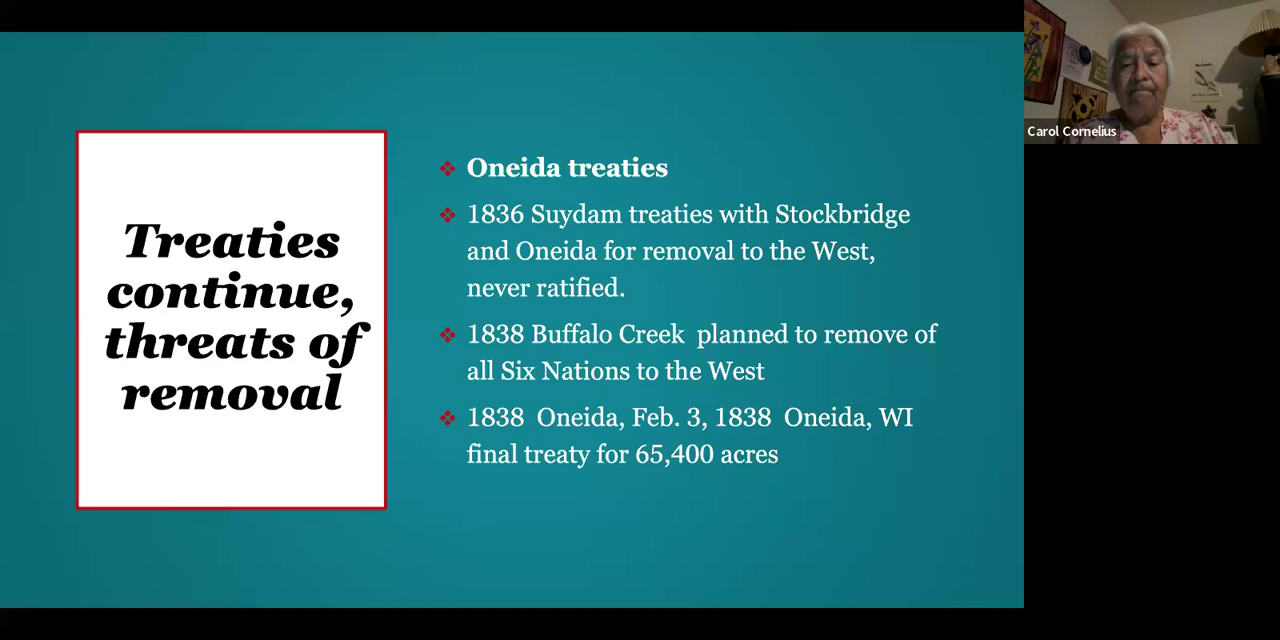 Treaties
continue,
threats of
removal
Oneida treaties
1836 Suydam treaties with Stockbridge
and Oneida for removal to the West,
never ratified.
1838 Buffalo Creek  planned to remove of
all Six Nations to the West
1838  Oneida, Feb. 3, 1838  Oneida, WI
final treaty for 65,400 acres
Carol Cornelius